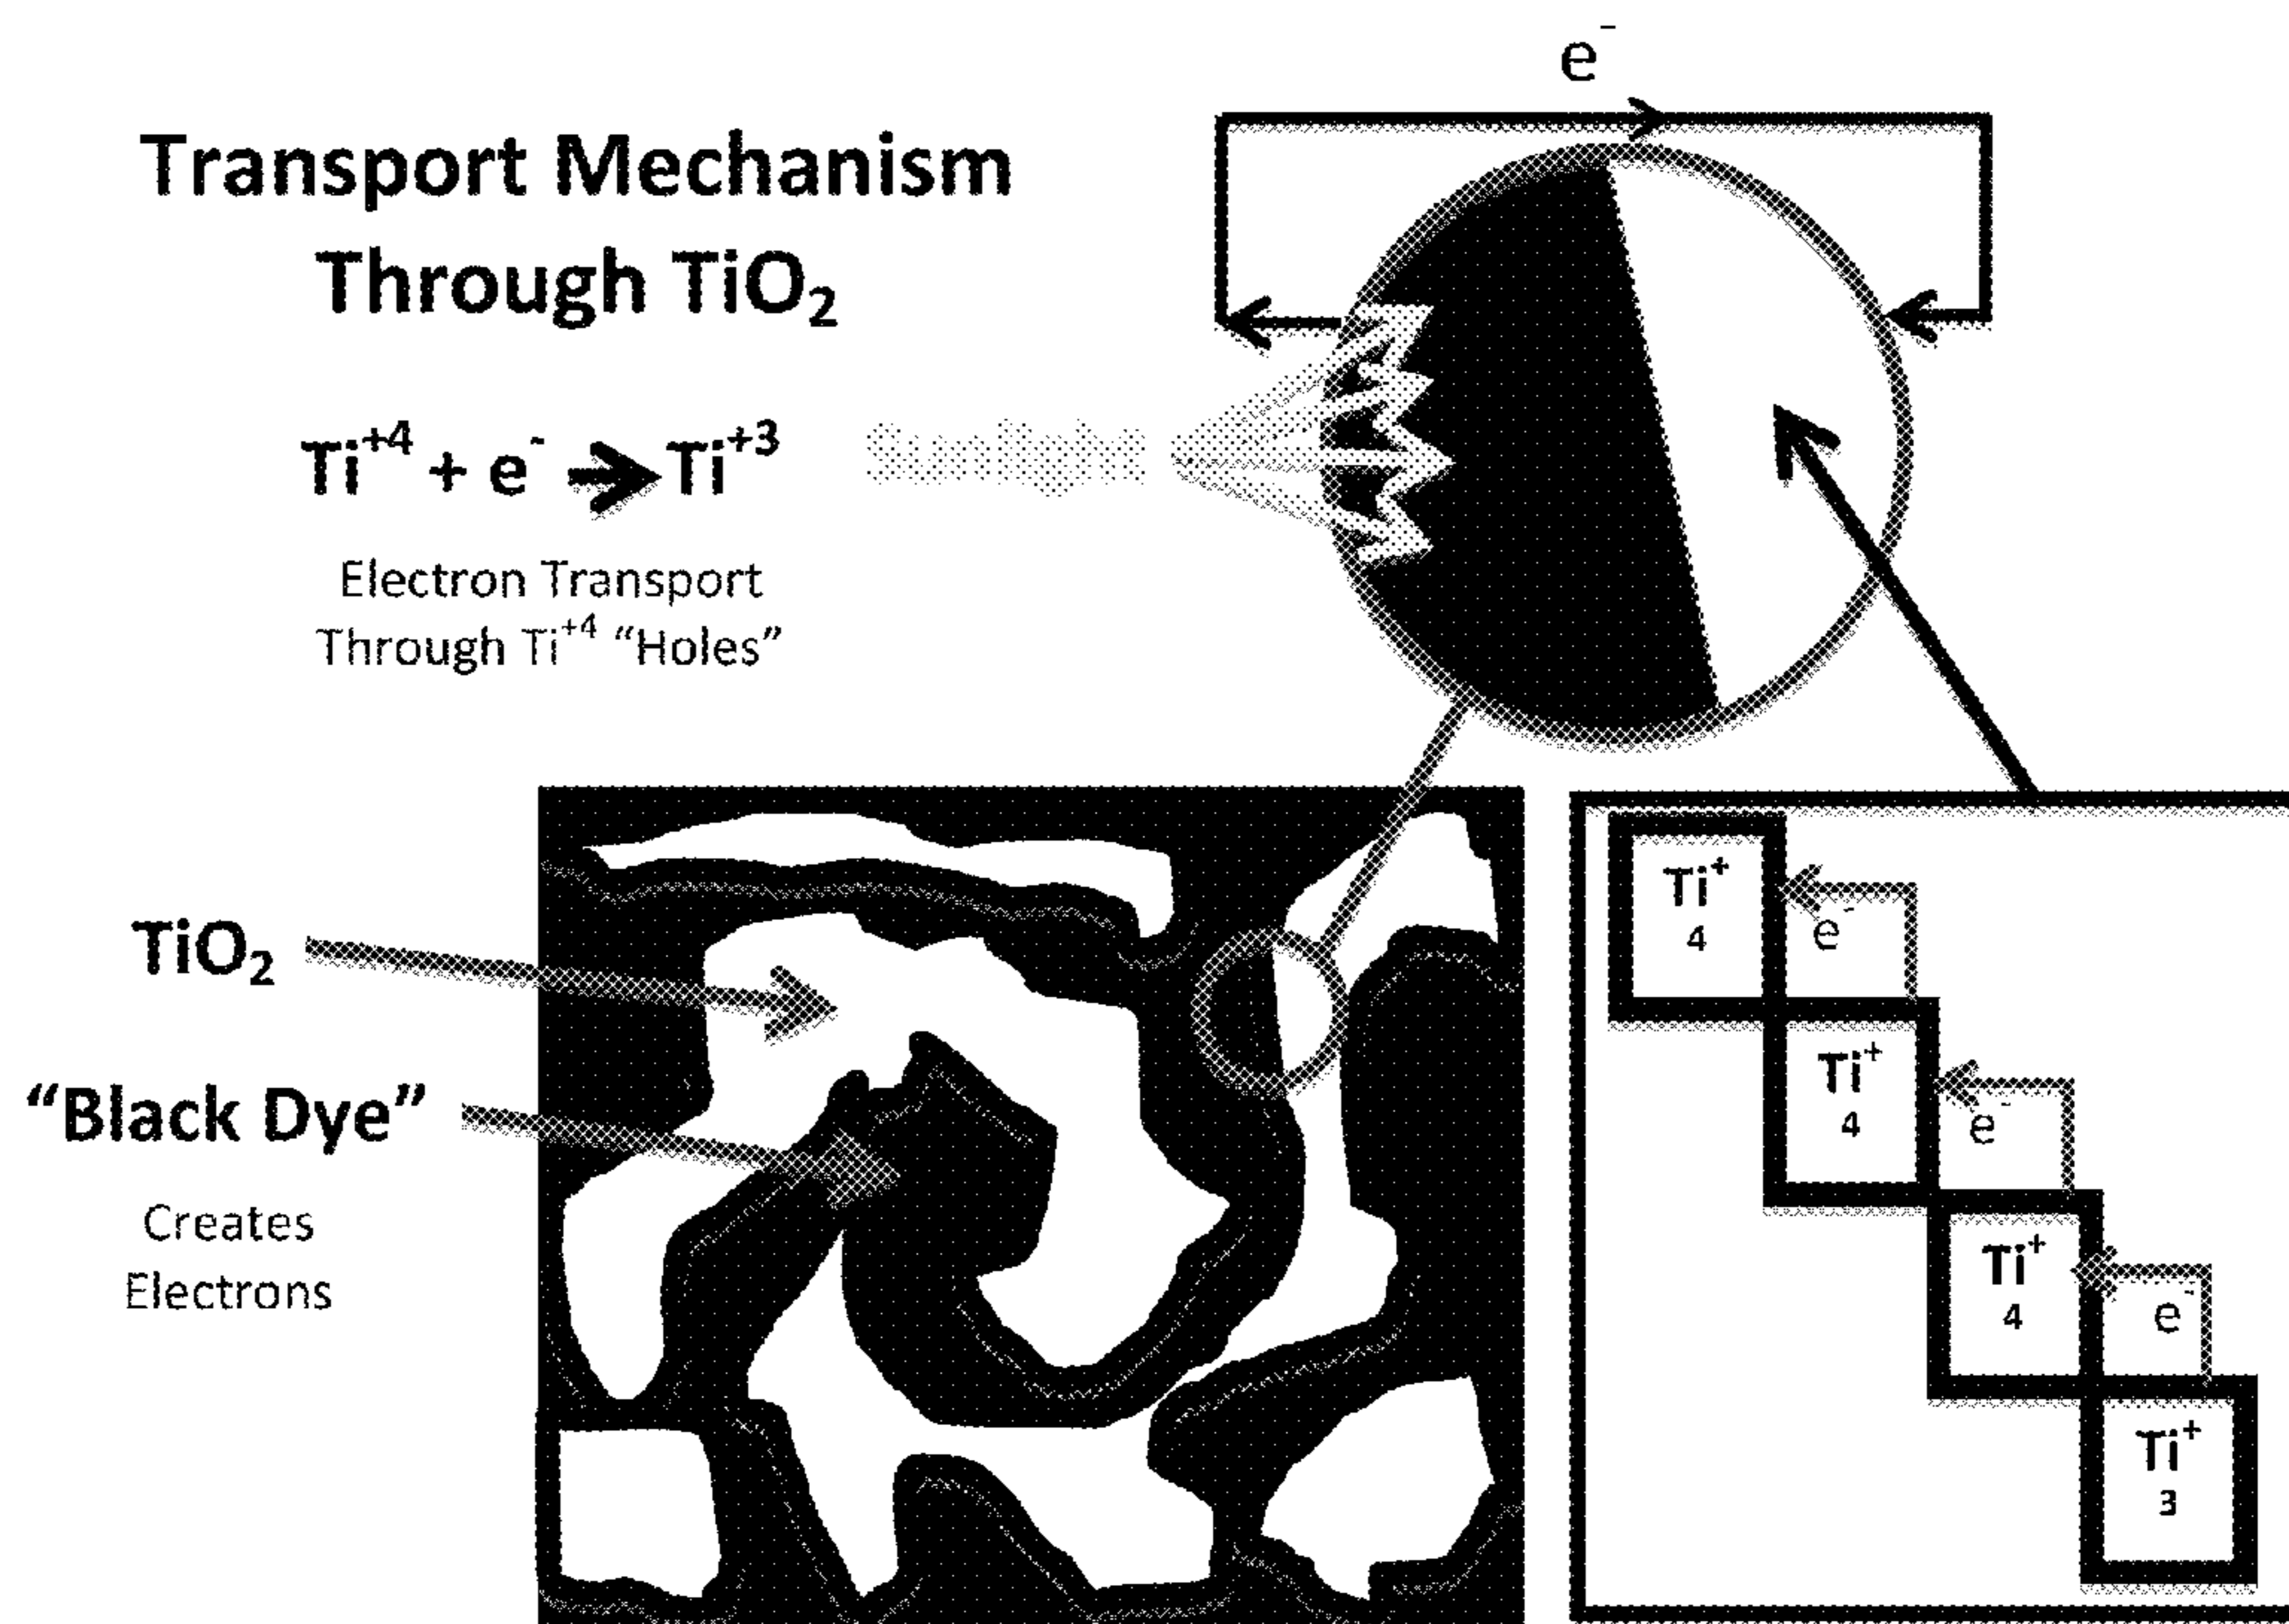 e⁻
Transport Mechanism
Through TiO₂
Ti⁺⁴ + e⁻ ➔ Ti⁺³
Sunlight
Electron Transport
Through Ti⁺⁴ “Holes”
TiO₂
“Black Dye”
Creates
Electrons
Ti⁺
4
e⁻
Ti⁺
4
e⁻
Ti⁺
4
e⁻
Ti⁺
3